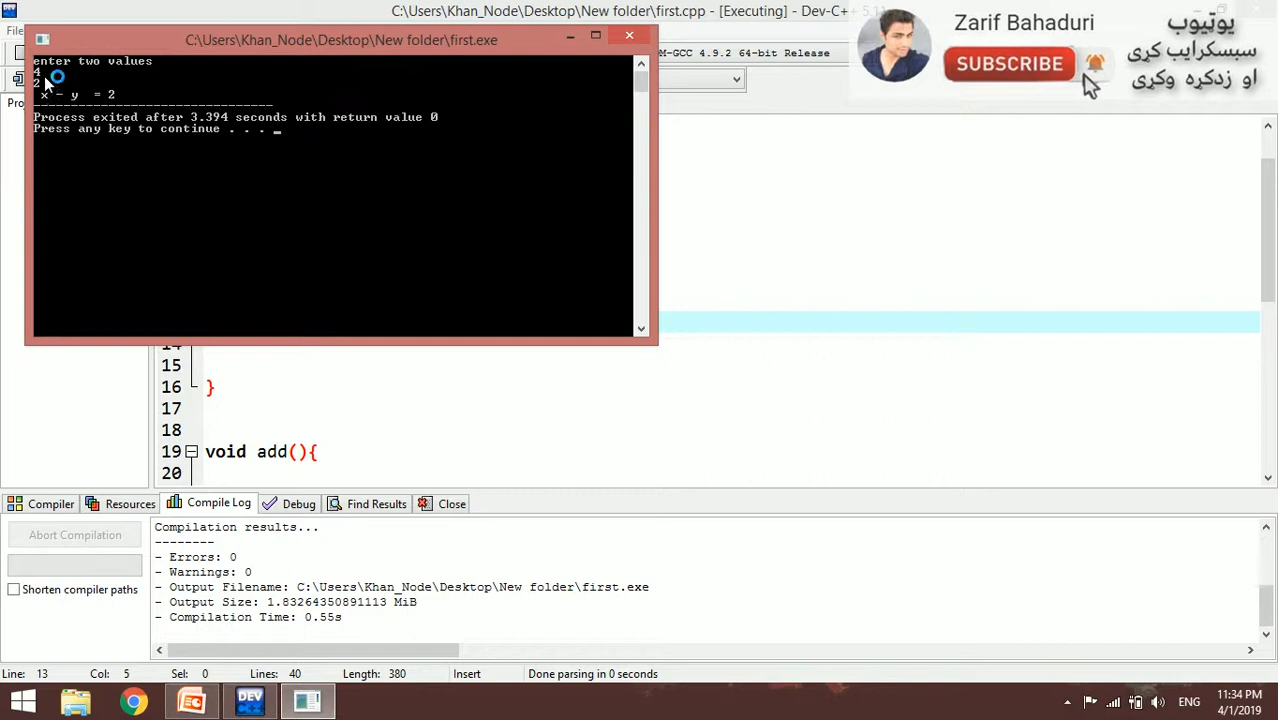 C:\Users\Khan_Node\Desktop\New folder\first.cpp - [Executing] - Dev-C++ 5.11
C:\Users\Khan_Node\Desktop\New folder\first.exe
enter two values
4
2
x - y = 2
--------------------------------
Process exited after 3.394 seconds with return value 0
Press any key to continue . . . _
M-GCC 4.9.2 64-bit Release
Zarif Bahaduri
SUBSCRIBE
یوټیوب
سبسکرایب کړی
او زدکړه وکړی
15
16 }
17
18
19 void add(){
20
Compiler Resources Compile Log Debug Find Results Close
Abort Compilation
Shorten compiler paths
Compilation results...
--------
- Errors: 0
- Warnings: 0
- Output Filename: C:\Users\Khan_Node\Desktop\New folder\first.exe
- Output Size: 1.83264350891113 MiB
- Compilation Time: 0.55s
Line: 13 Col: 5 Sel: 0 Lines: 40 Length: 380 Insert Done parsing in 0 seconds
DEV
ENG
11:34 PM
4/1/2019